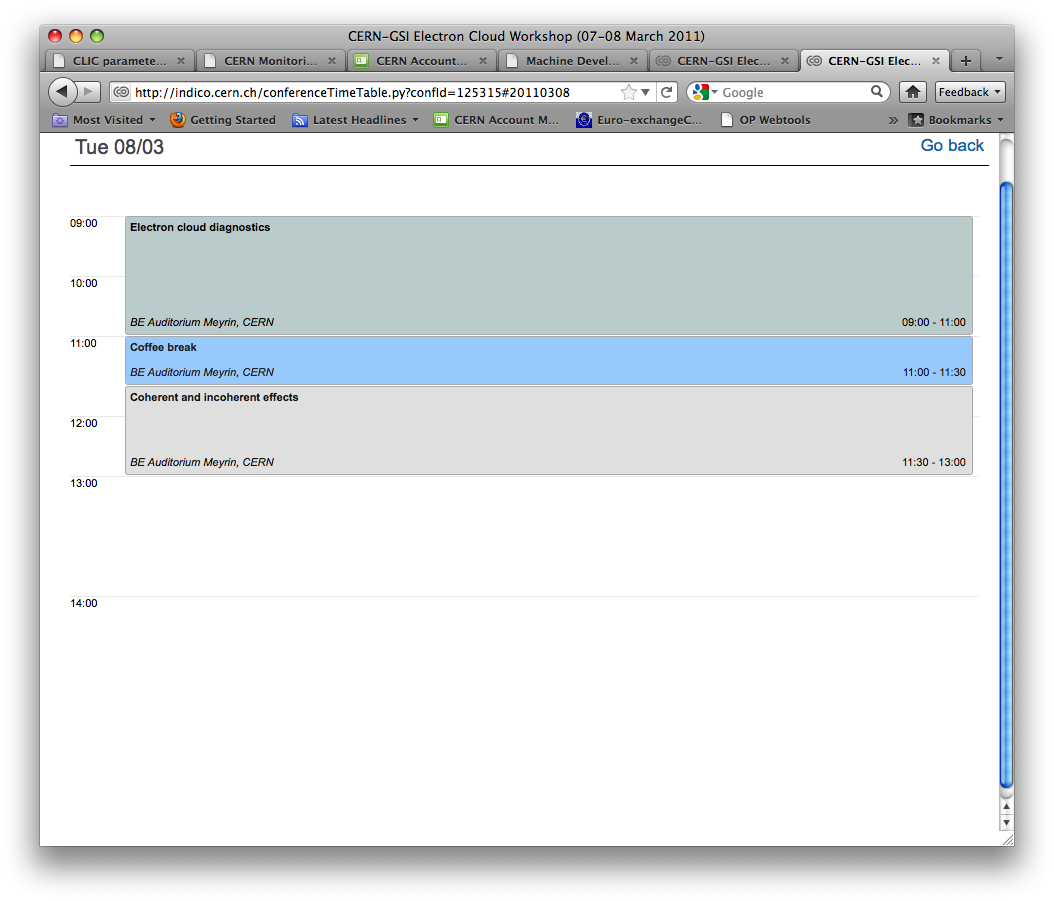 CERN-GSI Electron Cloud Workshop (07-08 March 2011)
CLIC paramete... CERN Monitori... CERN Account... Machine Devel... CERN-GSI Elec... CERN-GSI Elec...
http://indico.cern.ch/conferenceTimeTable.py?confId=125315#20110308 Google Feedback
Most Visited Getting Started Latest Headlines CERN Account M... Euro-exchangeC... OP Webtools » Bookmarks
Tue 08/03 Go back
09:00 Electron cloud diagnostics
10:00
BE Auditorium Meyrin, CERN 09:00 - 11:00
11:00 Coffee break
BE Auditorium Meyrin, CERN 11:00 - 11:30
Coherent and incoherent effects
12:00
BE Auditorium Meyrin, CERN 11:30 - 13:00
13:00
14:00